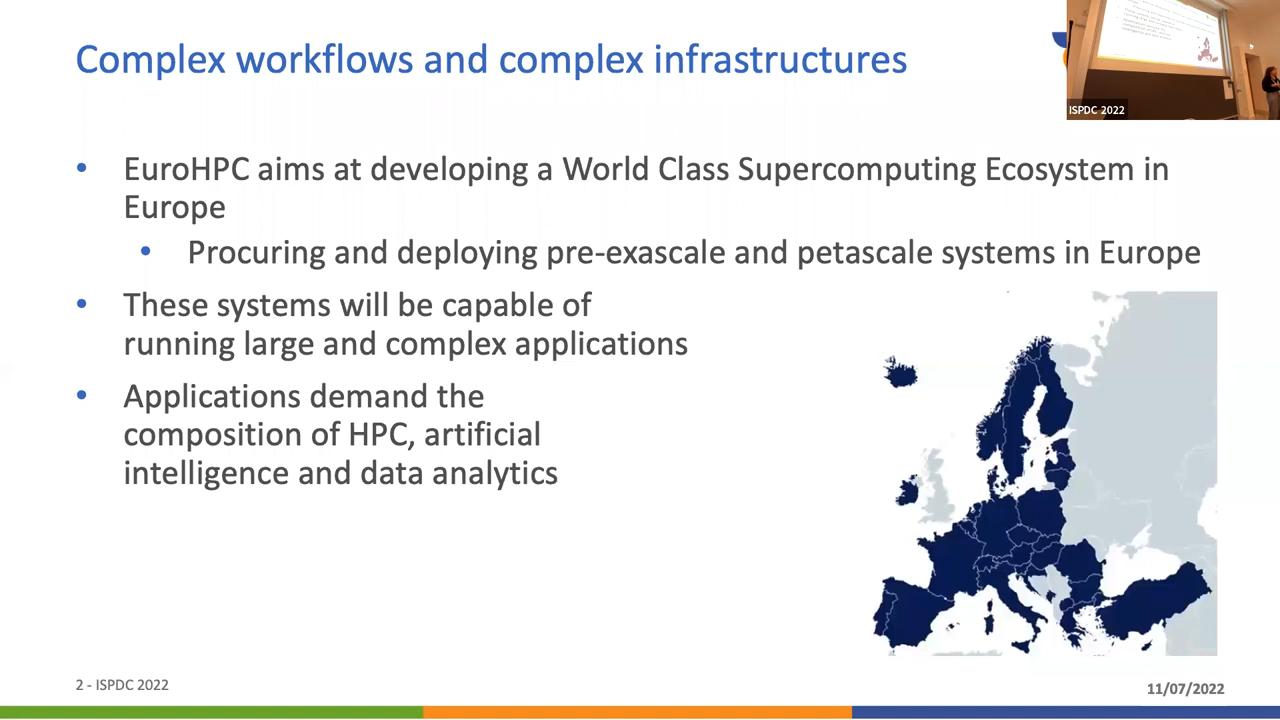 Complex workflows and complex infrastructures
ISPDC 2022
• EuroHPC aims at developing a World Class Supercomputing Ecosystem in
Europe
• Procuring and deploying pre-exascale and petascale systems in Europe
• These systems will be capable of
running large and complex applications
• Applications demand the
composition of HPC, artificial
intelligence and data analytics
2 - ISPDC 2022
11/07/2022